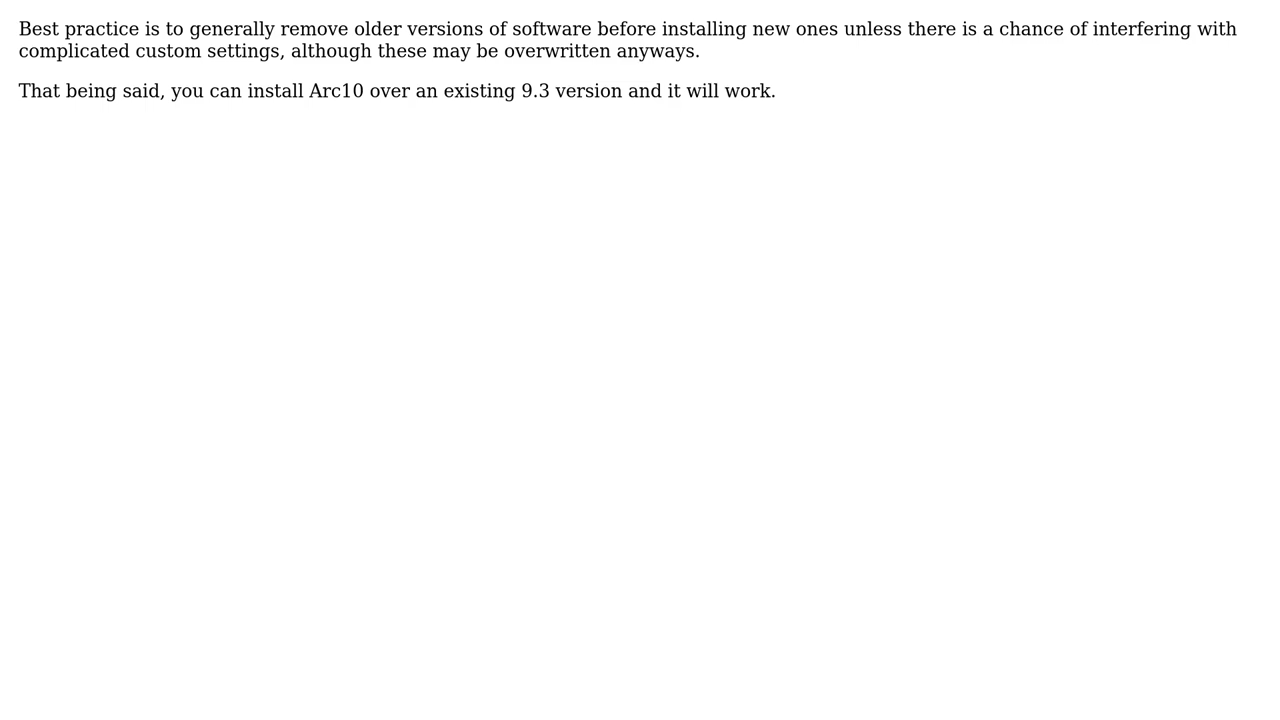 Best practice is to generally remove older versions of software before installing new ones unless there is a chance of interfering with
complicated custom settings, although these may be overwritten anyways.
That being said, you can install Arc10 over an existing 9.3 version and it will work.